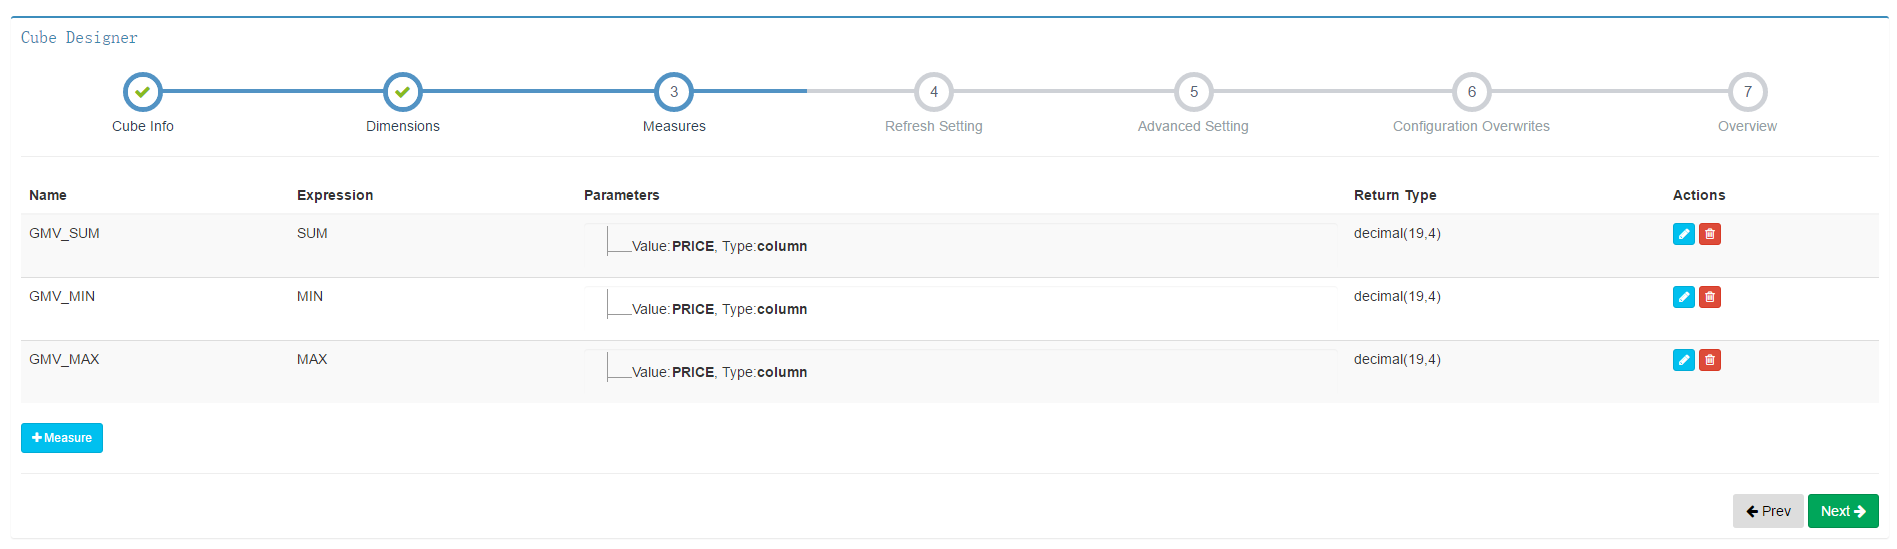 Cube Designer
3 4 5 6 7
Cube Info Dimensions Measures Refresh Setting Advanced Setting Configuration Overwrites Overview
Name Expression Parameters Return Type Actions
GMV_SUM SUM Value:PRICE, Type:column decimal(19,4)
GMV_MIN MIN Value:PRICE, Type:column decimal(19,4)
GMV_MAX MAX Value:PRICE, Type:column decimal(19,4)
+ Measure
← Prev Next →